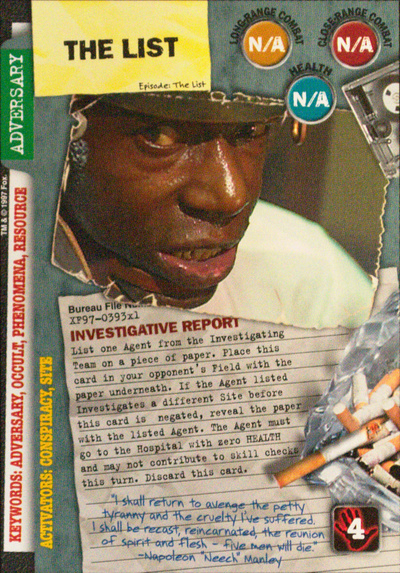 THE LIST
Episode: The List
LONG-RANGE COMBAT
N/A
CLOSE-RANGE COMBAT
N/A
HEALTH
N/A
ADVERSARY
TM & © 1997 Fox.
KEYWORDS: ADVERSARY, OCCULT, PHENOMENA, RESOURCE
ACTIVATORS: CONSPIRACY, SITE
Bureau File
XF97-0393x1
INVESTIGATIVE REPORT
List one Agent from the Investigating
Team on a piece of paper. Place this
card in your opponent's Field with the
paper underneath. If the Agent listed
Investigates a different Site before
this card is negated, reveal the paper
with the listed Agent. The Agent must
go to the Hospital with zero HEALTH
and may not contribute to skill checks
this turn. Discard this card.
"I shall return to avenge the petty
tyranny and the cruelty I've suffered.
I shall be recast, reincarnated, the reunion
of spirit and flesh - five men will die."
-Napoleon "Neech" Manley
4